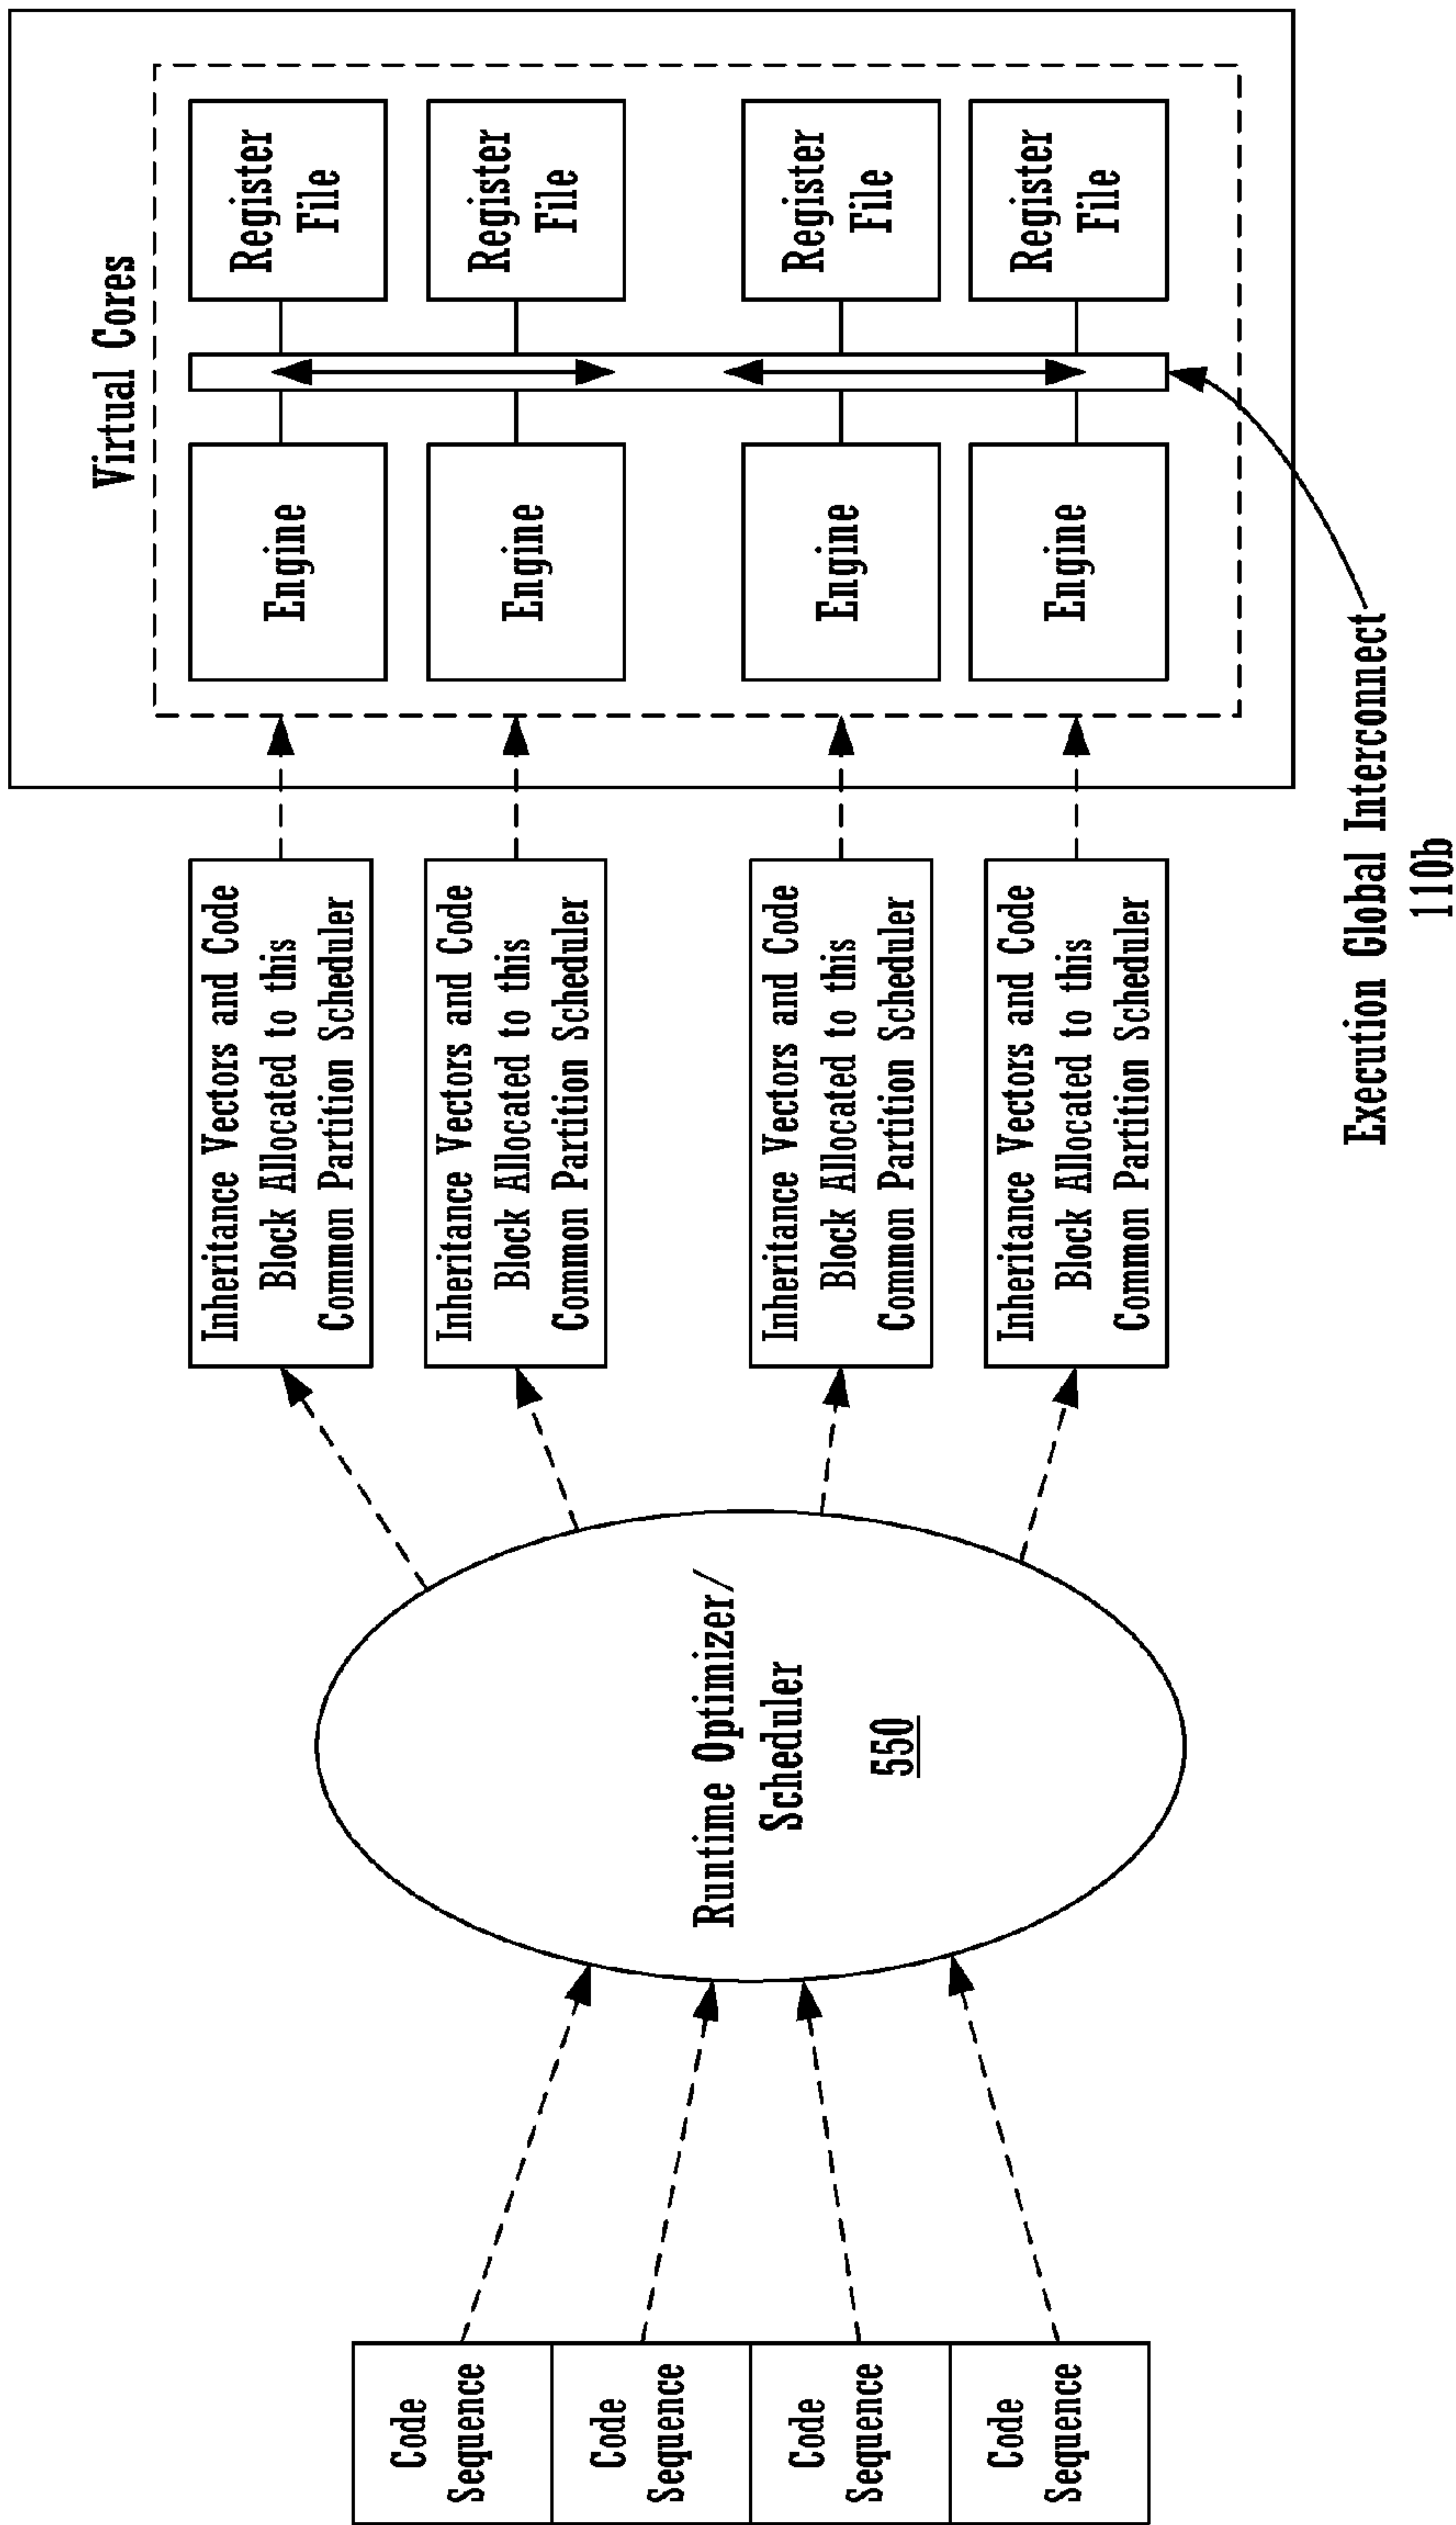 Code
Sequence
Code
Sequence
Code
Sequence
Code
Sequence
Runtime Optimizer/
Scheduler
550
Inheritance Vectors and Code
Block Allocated to this
Common Partition Scheduler
Inheritance Vectors and Code
Block Allocated to this
Common Partition Scheduler
Inheritance Vectors and Code
Block Allocated to this
Common Partition Scheduler
Inheritance Vectors and Code
Block Allocated to this
Common Partition Scheduler
Virtual Cores
Engine
Register
File
Engine
Register
File
Engine
Register
File
Engine
Register
File
Execution Global Interconnect
110b